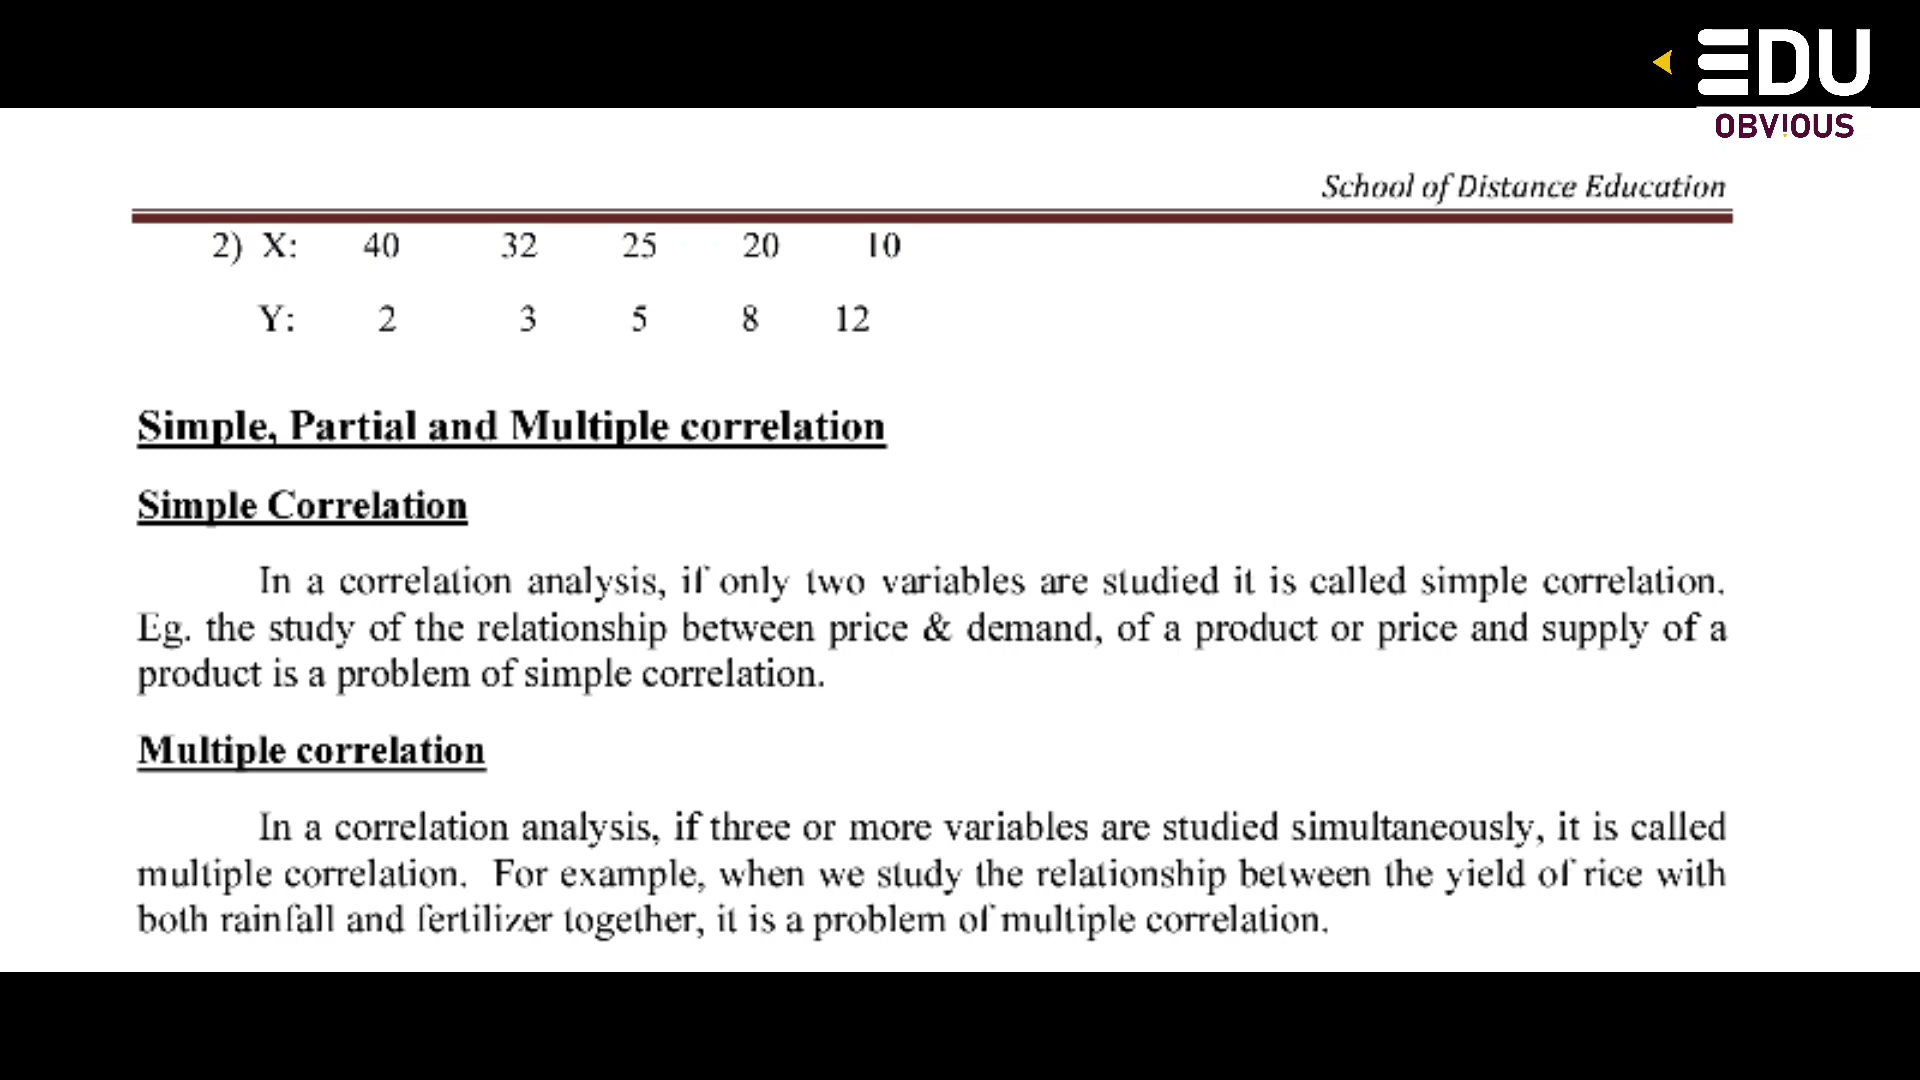 EDU
OBV!OUS
School of Distance Education
2) X: 40 32 25 20 10
Y: 2 3 5 8 12
Simple, Partial and Multiple correlation
Simple Correlation
In a correlation analysis, if only two variables are studied it is called simple correlation.
Eg. the study of the relationship between price & demand, of a product or price and supply of a
product is a problem of simple correlation.
Multiple correlation
In a correlation analysis, if three or more variables are studied simultaneously, it is called
multiple correlation. For example, when we study the relationship between the yield of rice with
both rainfall and fertilizer together, it is a problem of multiple correlation.